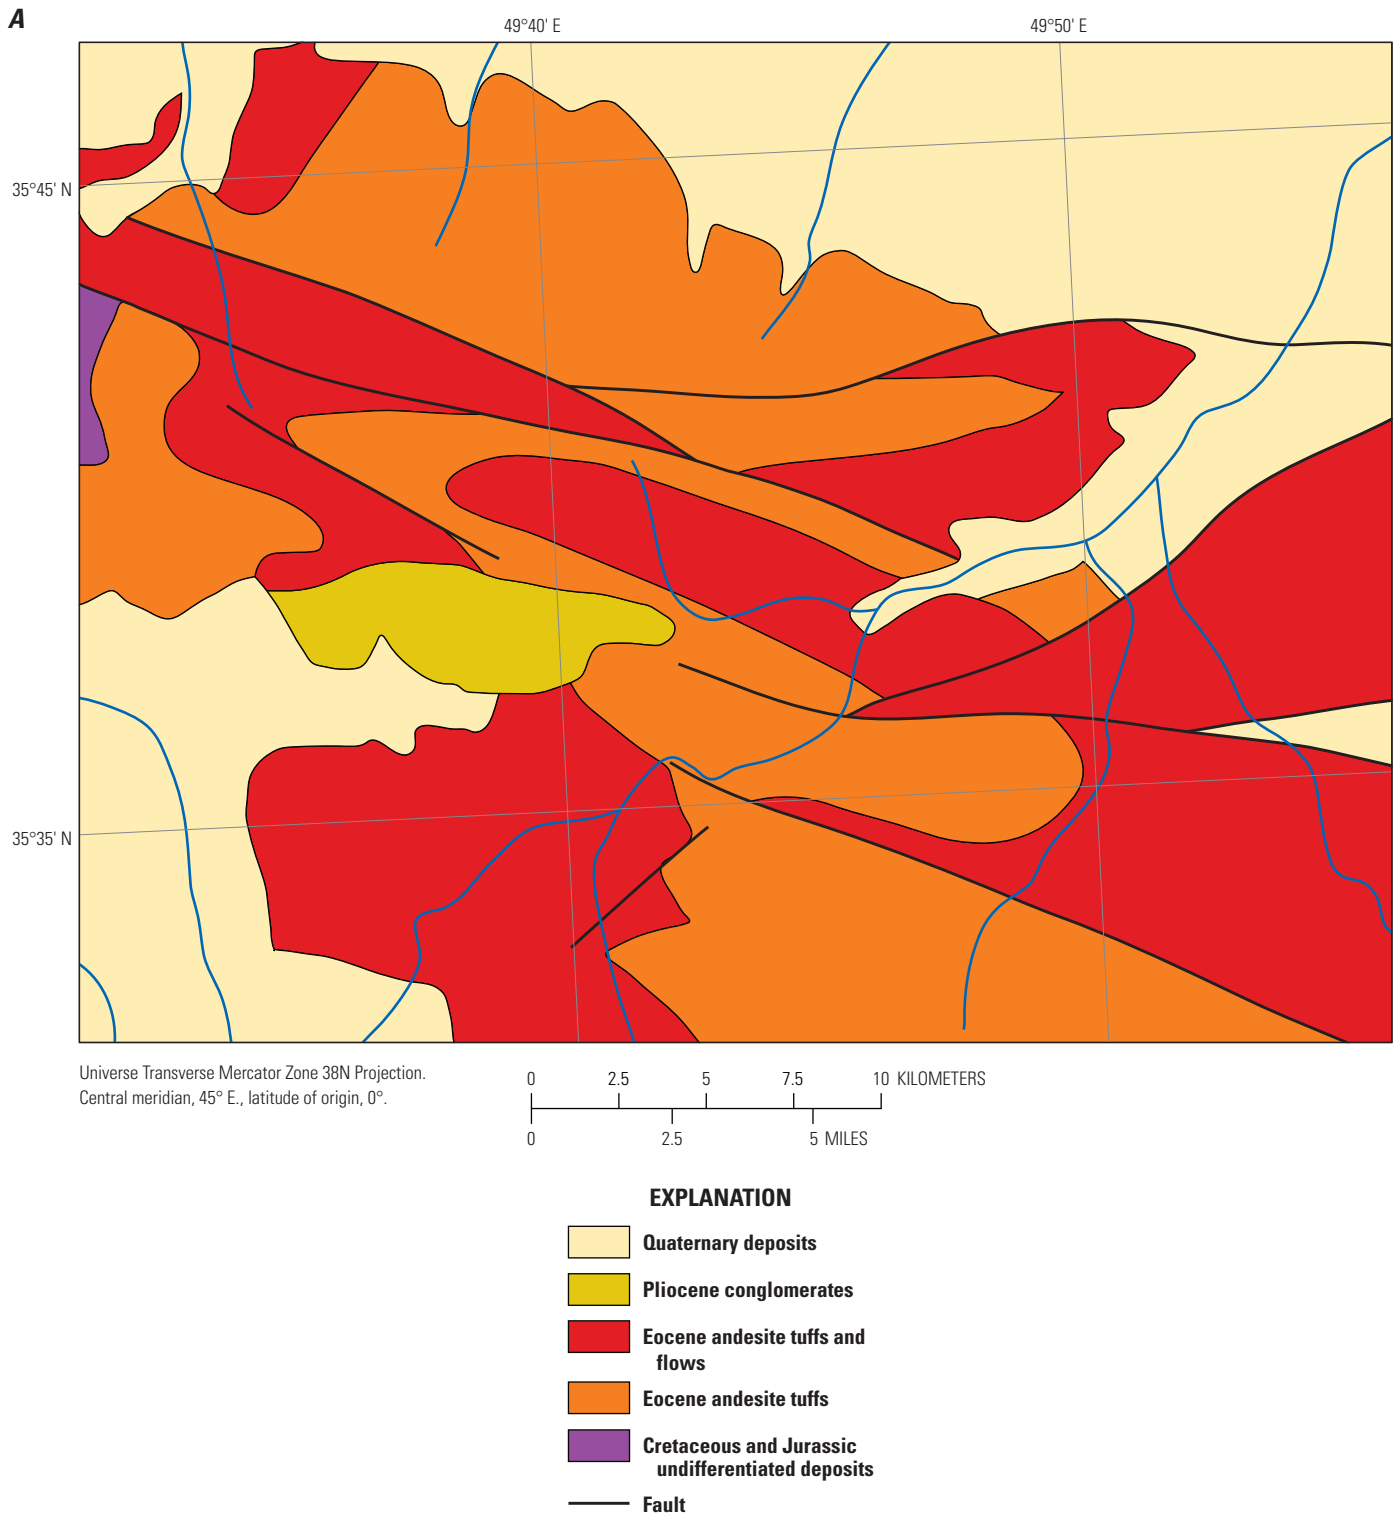 A
49°40' E
49°50' E
35°45' N
35°35' N
Universe Transverse Mercator Zone 38N Projection.
Central meridian, 45° E., latitude of origin, 0°.
0 2.5 5 7.5 10 KILOMETERS
0 2.5 5 MILES
EXPLANATION
Quaternary deposits
Pliocene conglomerates
Eocene andesite tuffs and
flows
Eocene andesite tuffs
Cretaceous and Jurassic
undifferentiated deposits
Fault